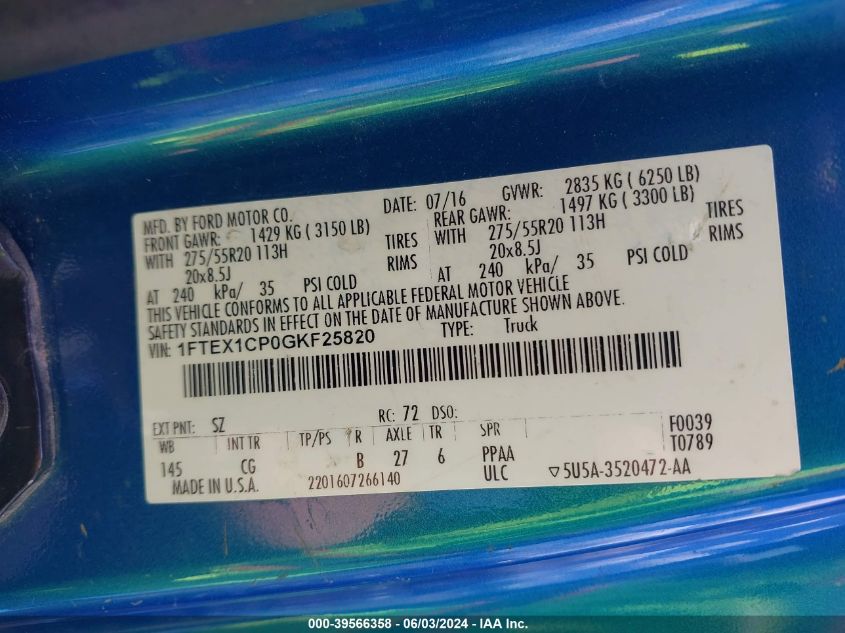 MFD. BY FORD MOTOR CO. DATE: 07/16 GVWR: 2835 KG ( 6250 LB)
FRONT GAWR: 1429 KG ( 3150 LB) REAR GAWR: 1497 KG ( 3300 LB)
WITH 275/55R20 113H TIRES WITH 275/55R20 113H TIRES
20x8.5J RIMS 20x8.5J RIMS
AT 240 kPa/ 35 PSI COLD AT 240 kPa/ 35 PSI COLD
THIS VEHICLE CONFORMS TO ALL APPLICABLE FEDERAL MOTOR VEHICLE
SAFETY STANDARDS IN EFFECT ON THE DATE OF MANUFACTURE SHOWN ABOVE.
VIN: 1FTEX1CP0GKF25820 TYPE: Truck
EXT PNT: SZ RC: 72 DSO: F0039
WB INT TR TP/PS R AXLE TR SPR T0789
145 CG B 27 6 PPAA
MADE IN U.S.A. 2201607266140 ULC ▽5U5A-3520472-AA
000-39566358 - 06/03/2024 - IAA Inc.